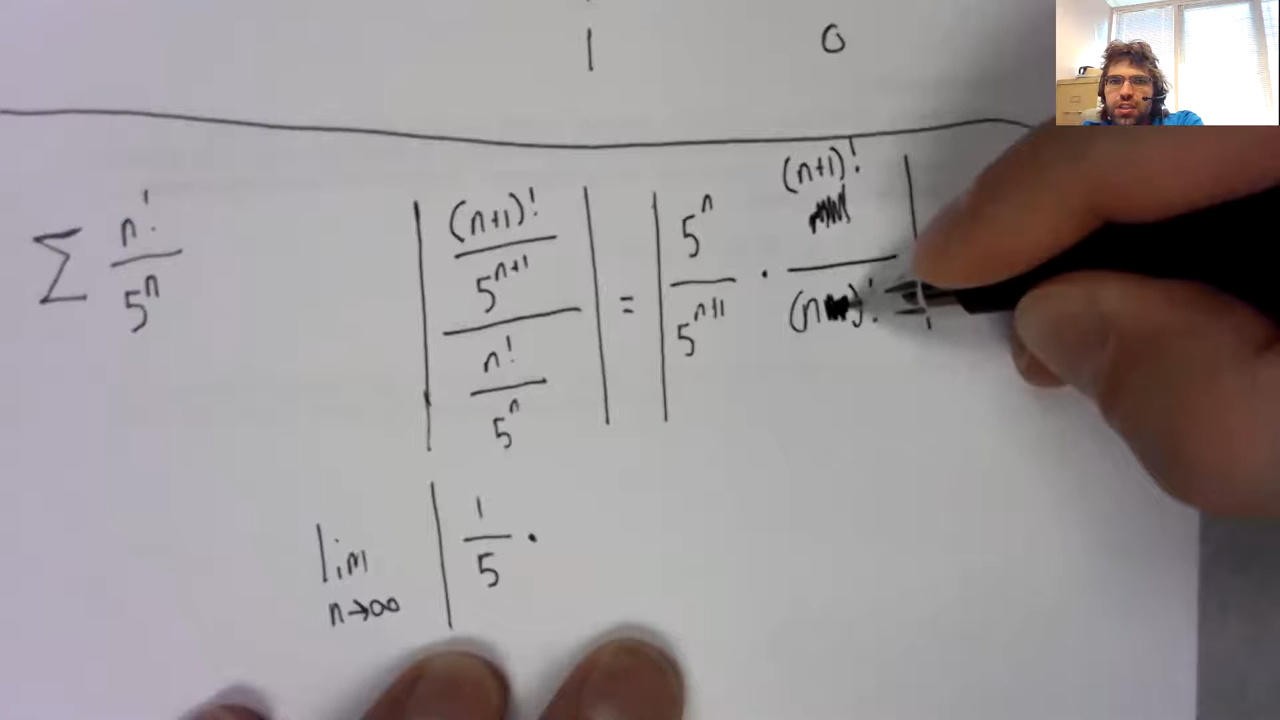 1 0
∑ n!/5^n | ((n+1)!/5^(n+1))/(n!/5^n) | = | 5^n/5^(n+1) · (n+1)!/(n)! |
lim n→∞ | 1/5 ·